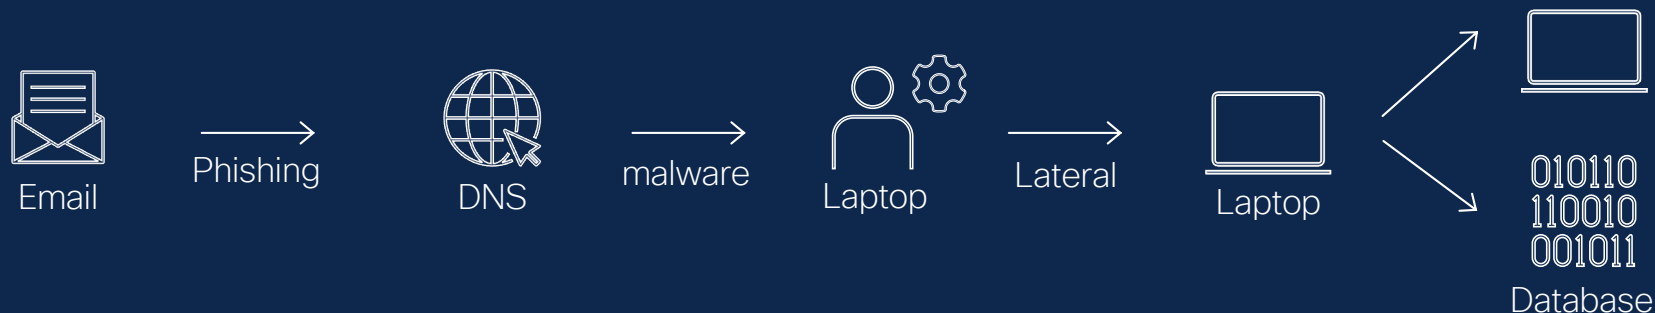 Email
Phishing
DNS
malware
Laptop
Lateral
Laptop
010110
110010
001011
Database